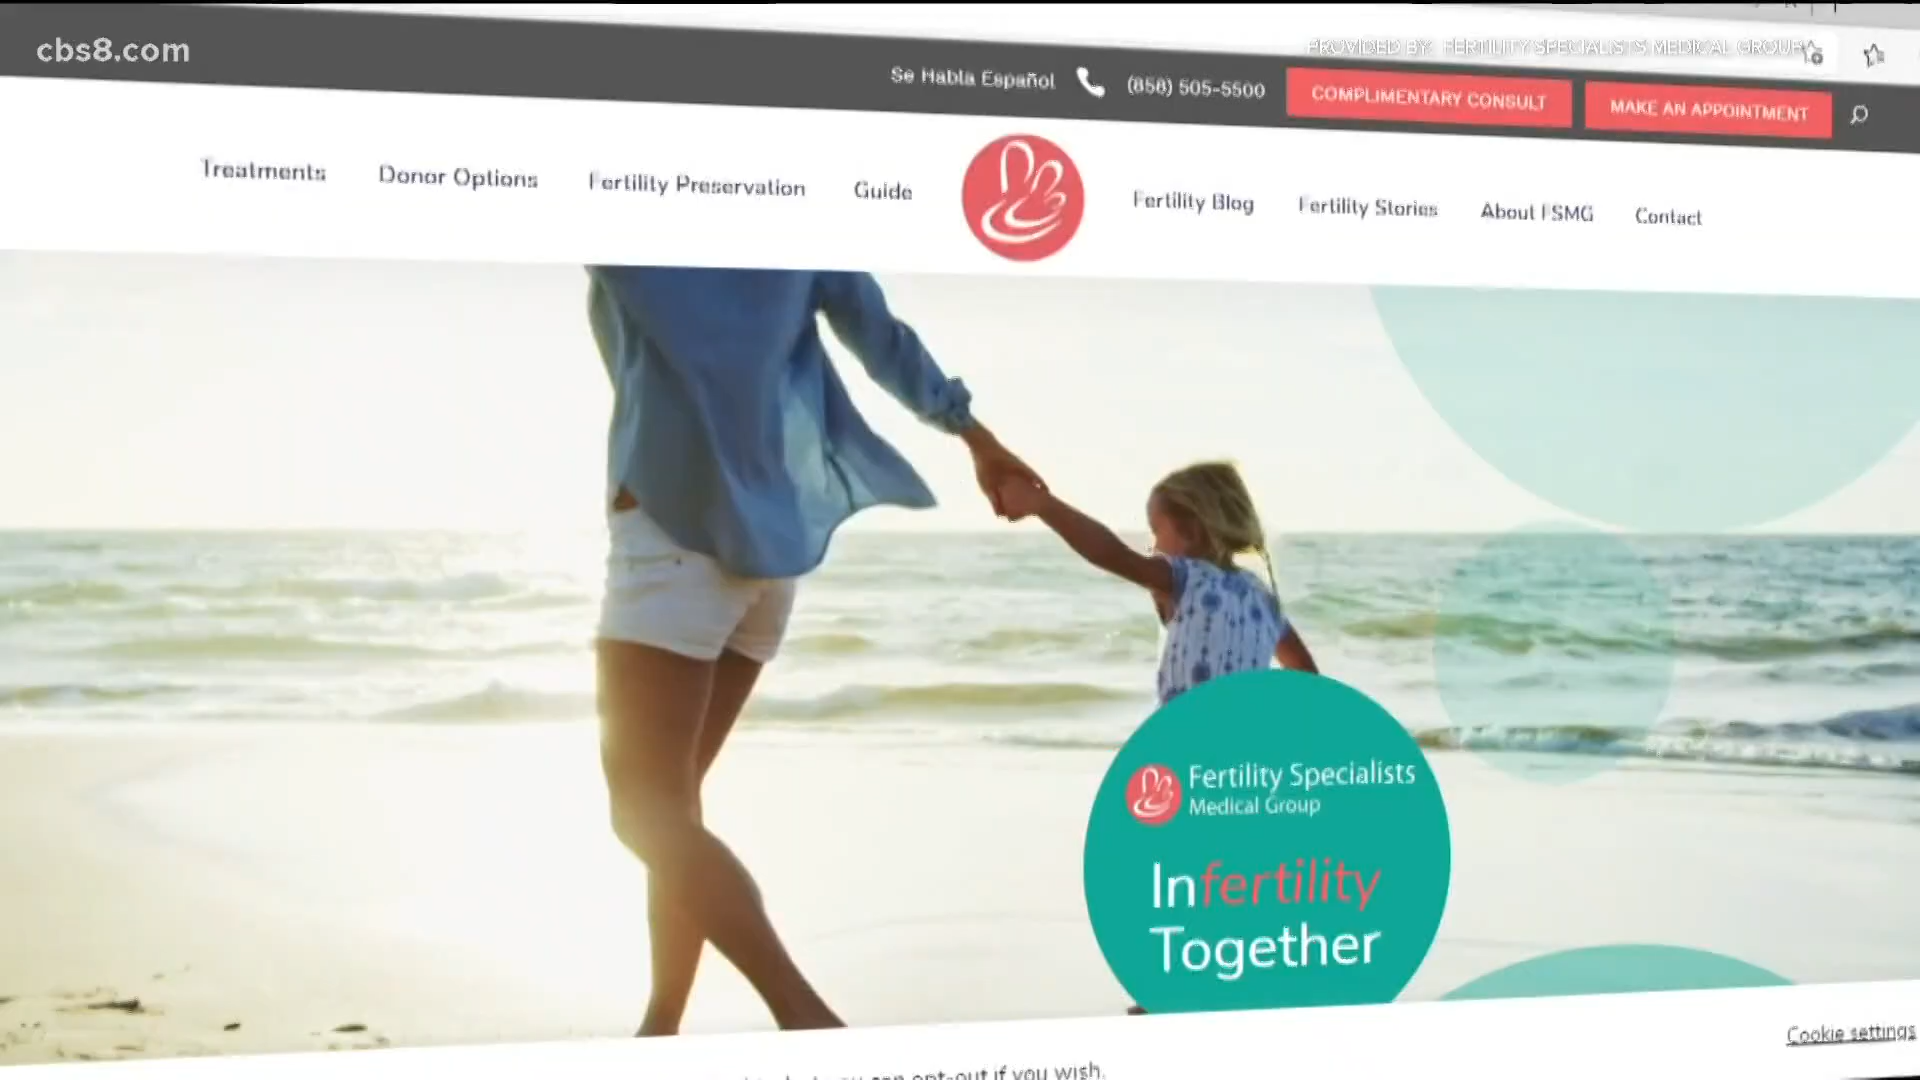 cbs8.com
PROVIDED BY: FERTILITY SPECIALISTS MEDICAL GROUP
Se Habla Español (858) 505-5500 COMPLIMENTARY CONSULT MAKE AN APPOINTMENT
Treatments Donor Options Fertility Preservation Guide Fertility Blog Fertility Stories About FSMG Contact
Fertility Specialists
Medical Group
Infertility
Together
Cookie settings
can opt-out if you wish.